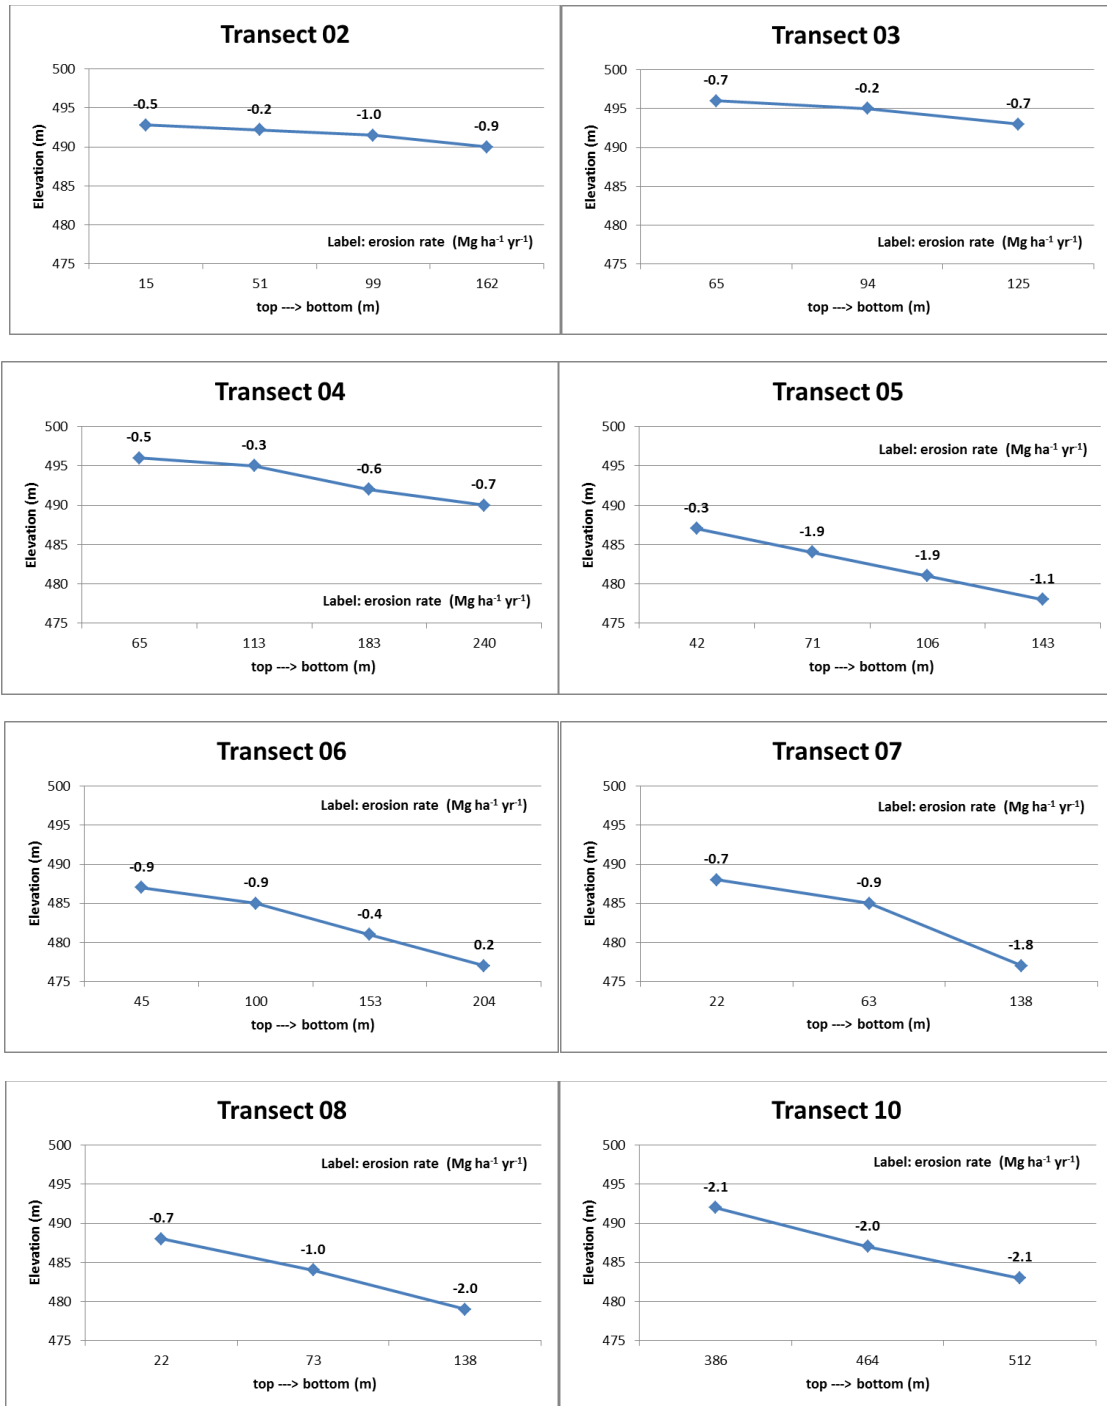 Transect 02
500
495
490
485
480
475
Elevation (m)
-0.5
-0.2
-1.0
-0.9
Label: erosion rate (Mg ha⁻¹ yr⁻¹)
15 51 99 162
top ---> bottom (m)
Transect 03
500
495
490
485
480
475
Elevation (m)
-0.7
-0.2
-0.7
Label: erosion rate (Mg ha⁻¹ yr⁻¹)
65 94 125
top ---> bottom (m)
Transect 04
500
495
490
485
480
475
Elevation (m)
-0.5
-0.3
-0.6
-0.7
Label: erosion rate (Mg ha⁻¹ yr⁻¹)
65 113 183 240
top ---> bottom (m)
Transect 05
500
495
490
485
480
475
Elevation (m)
Label: erosion rate (Mg ha⁻¹ yr⁻¹)
-0.3
-1.9
-1.9
-1.1
42 71 106 143
top ---> bottom (m)
Transect 06
500
495
490
485
480
475
Elevation (m)
Label: erosion rate (Mg ha⁻¹ yr⁻¹)
-0.9
-0.9
-0.4
0.2
45 100 153 204
top ---> bottom (m)
Transect 07
500
495
490
485
480
475
Elevation (m)
Label: erosion rate (Mg ha⁻¹ yr⁻¹)
-0.7
-0.9
-1.8
22 63 138
top ---> bottom (m)
Transect 08
500
495
490
485
480
475
Elevation (m)
Label: erosion rate (Mg ha⁻¹ yr⁻¹)
-0.7
-1.0
-2.0
22 73 138
top ---> bottom (m)
Transect 10
500
495
490
485
480
475
Elevation (m)
Label: erosion rate (Mg ha⁻¹ yr⁻¹)
-2.1
-2.0
-2.1
386 464 512
top ---> bottom (m)